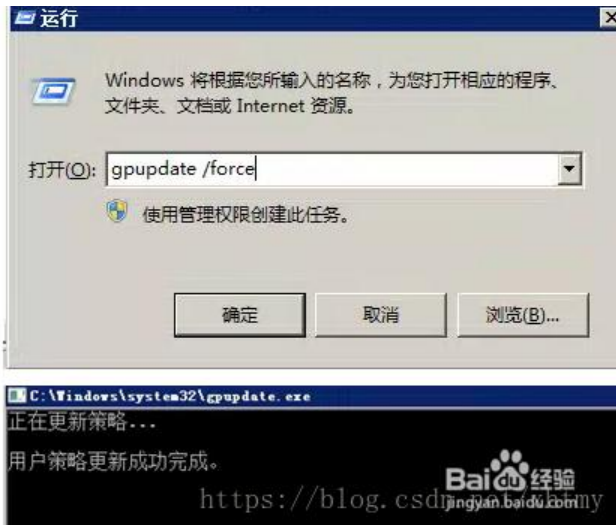 运行
Windows 将根据您所输入的名称，为您打开相应的程序、
文件夹、文档或 Internet 资源。
打开(O):
gpupdate /force
使用管理权限创建此任务。
确定
取消
浏览(B)...
C:\Windows\system32\gpupdate.exe
正在更新策略...
用户策略更新成功完成。
Baidu 经验
jingyan.baidu.com
https://blog.csdn.net/